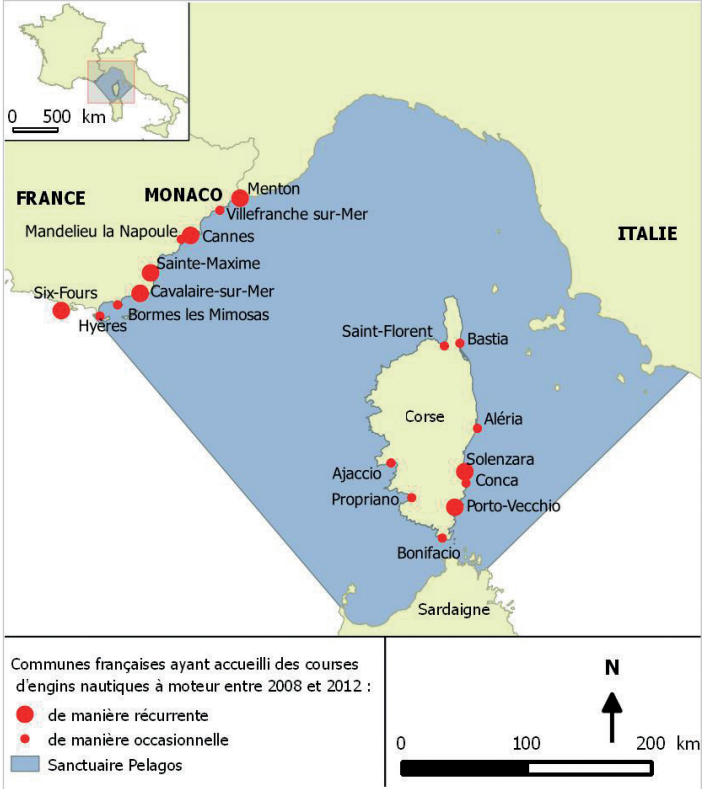 0 500 km
FRANCE
MONACO
Menton
Villefranche sur-Mer
Mandelieu la Napoule
Cannes
ITALIE
Sainte-Maxime
Six-Fours
Cavalaire-sur-Mer
Bormes les Mimosas
Hyères
Saint-Florent
Bastia
Corse
Aléria
Ajaccio
Solenzara
Conca
Propriano
Porto-Vecchio
Bonifacio
Sardaigne
Communes françaises ayant accueilli des courses
d'engins nautiques à moteur entre 2008 et 2012 :
de manière récurrente
de manière occasionnelle
Sanctuaire Pelagos
N
0 100 200 km